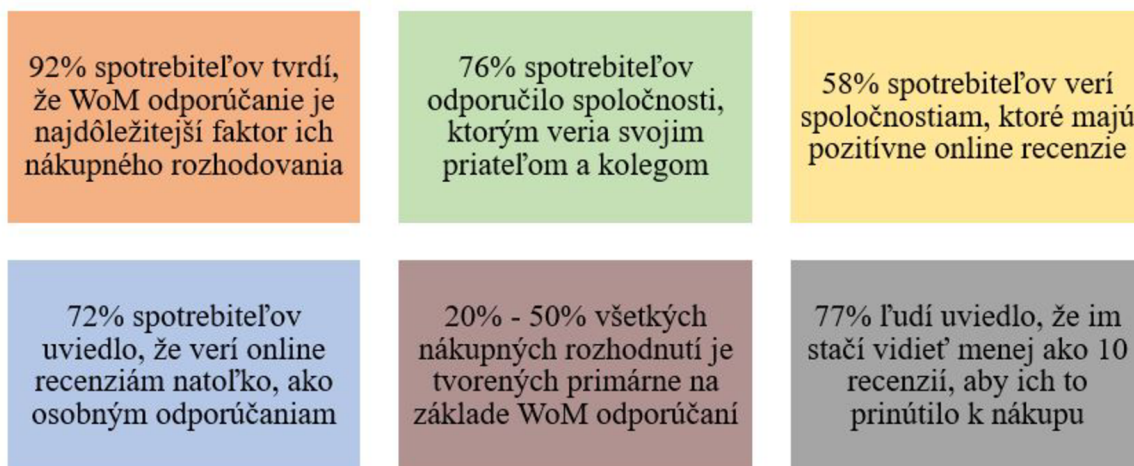 92% spotrebiteľov tvrdí,
že WoM odporúčanie je
najdôležitejší faktor ich
nákupného rozhodovania
76% spotrebiteľov
odporučilo spoločnosti,
ktorým veria svojim
priateľom a kolegom
58% spotrebiteľov verí
spoločnostiam, ktoré majú
pozitívne online recenzie
72% spotrebiteľov
uviedlo, že verí online
recenziám natoľko, ako
osobným odporúčaniam
20% - 50% všetkých
nákupných rozhodnutí je
tvorených primárne na
základe WoM odporúčaní
77% ľudí uviedlo, že im
stačí vidieť menej ako 10
recenzií, aby ich to
prinútilo k nákupu